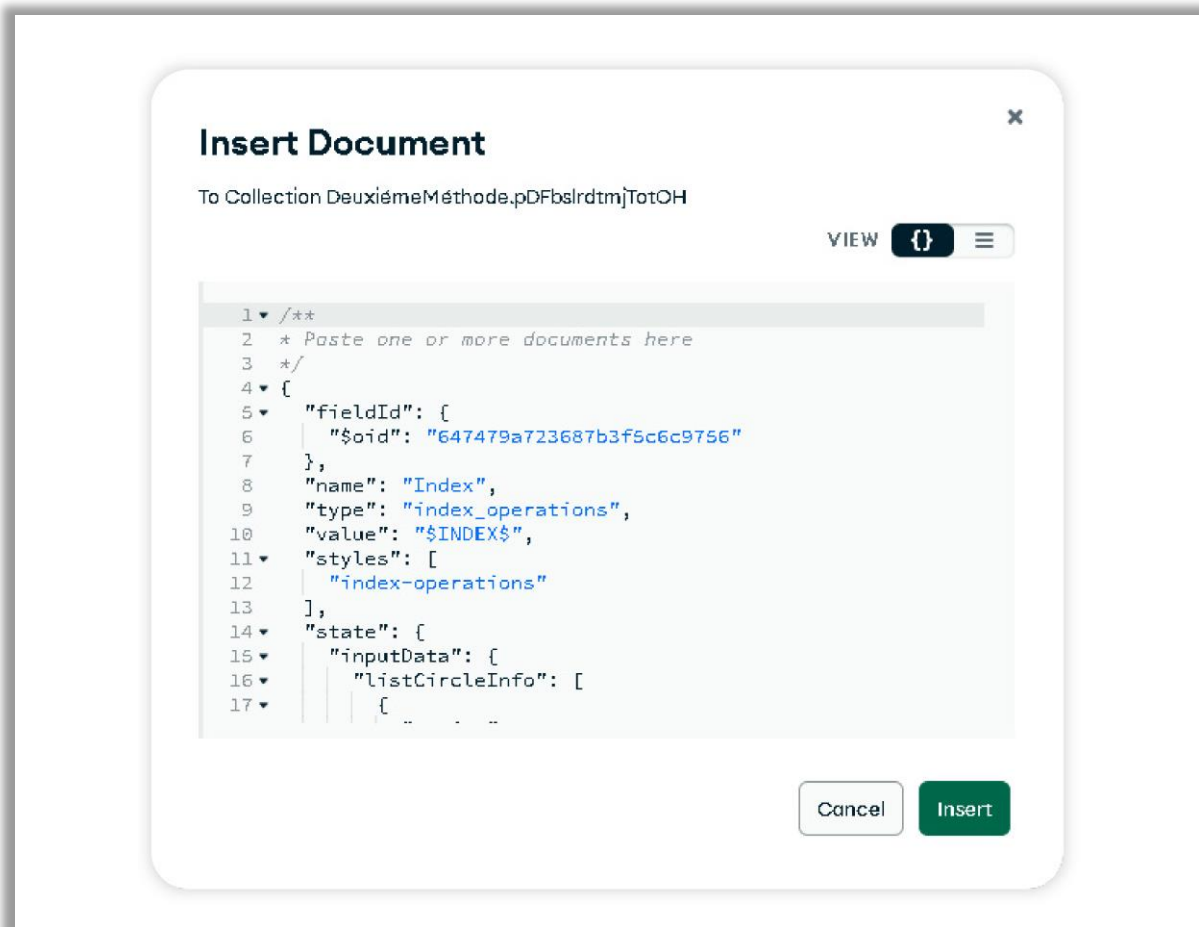 Insert Document
To Collection DeuxiémeMéthode.pDFbslrdtmjTotOH
VIEW {}
1 /**
2 * Paste one or more documents here
3 */
4 {
5 "fieldId": {
6 "$oid": "647479a723687b3f5c6c9756"
7 },
8 "name": "Index",
9 "type": "index_operations",
10 "value": "$INDEX$",
11 "styles": [
12 "index-operations"
13 ],
14 "state": {
15 "inputData": {
16 "listCircleInfo": [
17 {
Cancel Insert